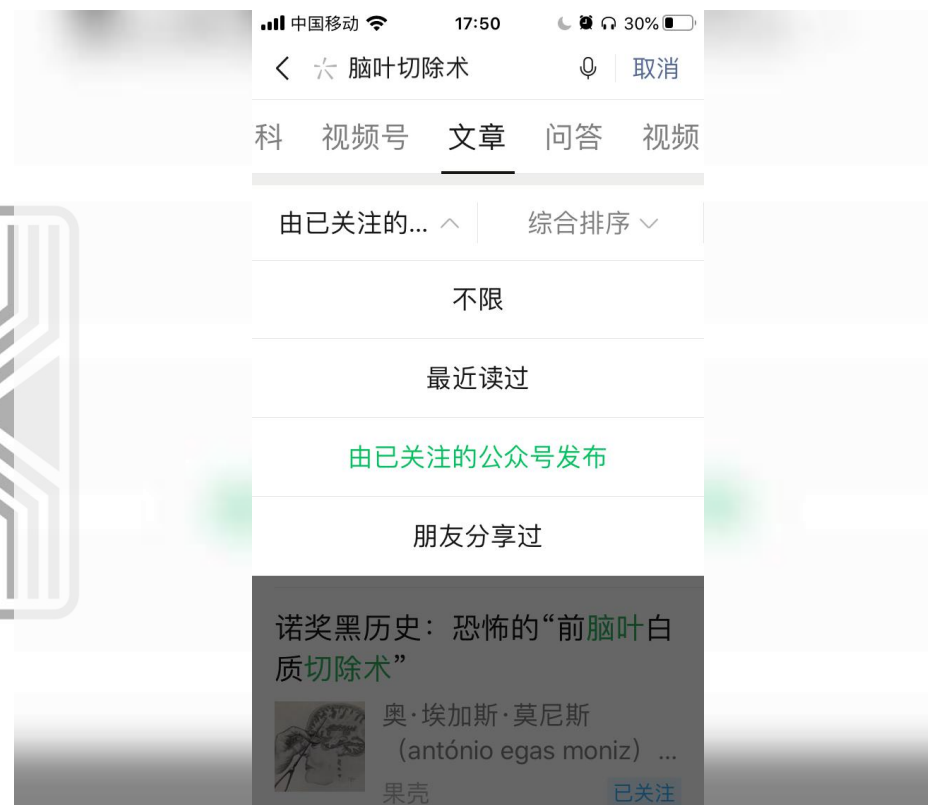 中国移动 17:50 30%
脑叶切除术 取消
科 视频号 文章 问答 视频
由已关注的... 综合排序
不限
最近读过
由已关注的公众号发布
朋友分享过
诺奖黑历史：恐怖的“前脑叶白
质切除术”
奥·埃加斯·莫尼斯
（antónio egas moniz）...
果壳 已关注